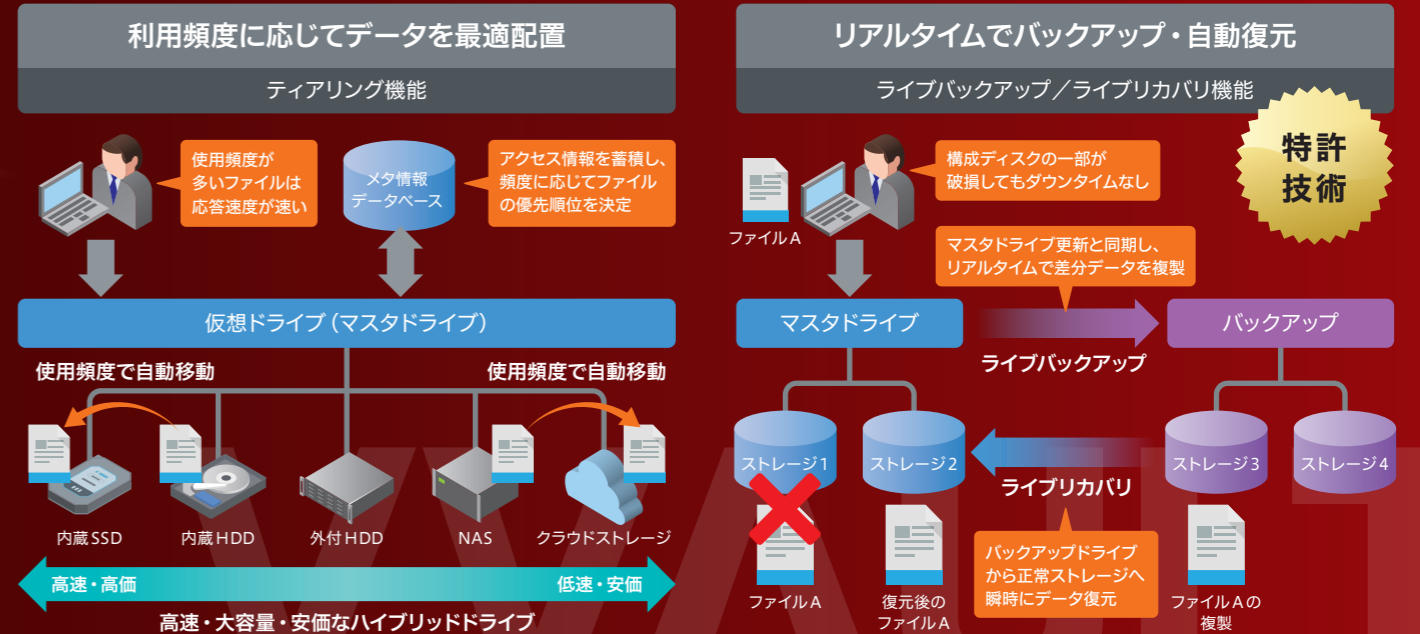 利用頻度に応じてデータを最適配置
ティアリング機能
使用頻度が
多いファイルは
応答速度が速い
メタ情報
データベース
アクセス情報を蓄積し、
頻度に応じてファイル
の優先順位を決定
仮想ドライブ（マスタドライブ）
使用頻度で自動移動
使用頻度で自動移動
内蔵SSD
内蔵HDD
外付HDD
NAS
クラウドストレージ
高速・高価
低速・安価
高速・大容量・安価なハイブリッドドライブ
リアルタイムでバックアップ・自動復元
ライブバックアップ／ライブリカバリ機能
特許
技術
ファイルA
構成ディスクの一部が
破損してもダウンタイムなし
マスタドライブ更新と同期し、
リアルタイムで差分データを複製
マスタドライブ
バックアップ
ライブバックアップ
ストレージ1
ストレージ2
ストレージ3
ストレージ4
ライブリカバリ
バックアップドライブ
から正常ストレージへ
瞬時にデータ復元
ファイルA
復元後の
ファイルA
ファイルAの
複製
VVAULT